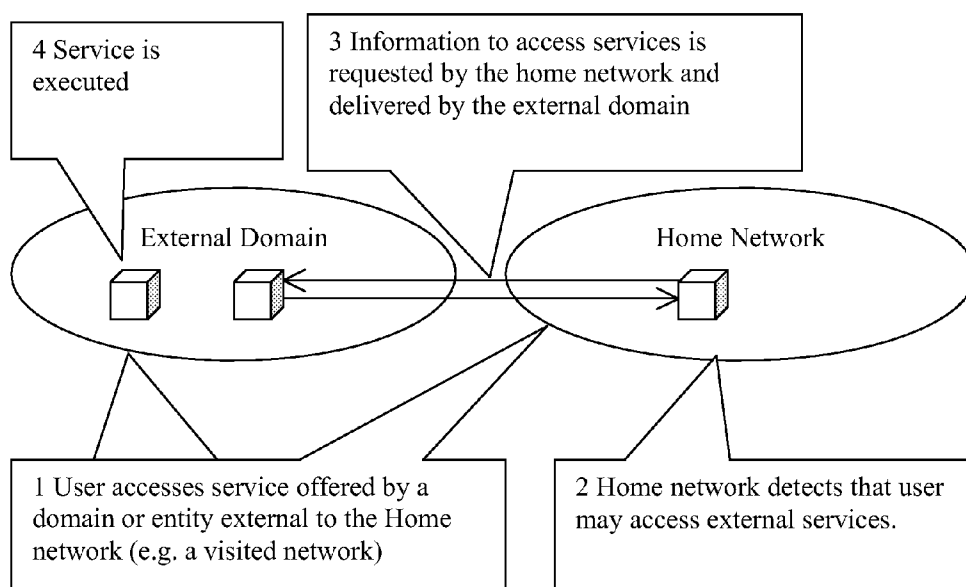 4 Service is
executed
3 Information to access services is
requested by the home network and
delivered by the external domain
External Domain
Home Network
1 User accesses service offered by a
domain or entity external to the Home
network (e.g. a visited network)
2 Home network detects that user
may access external services.